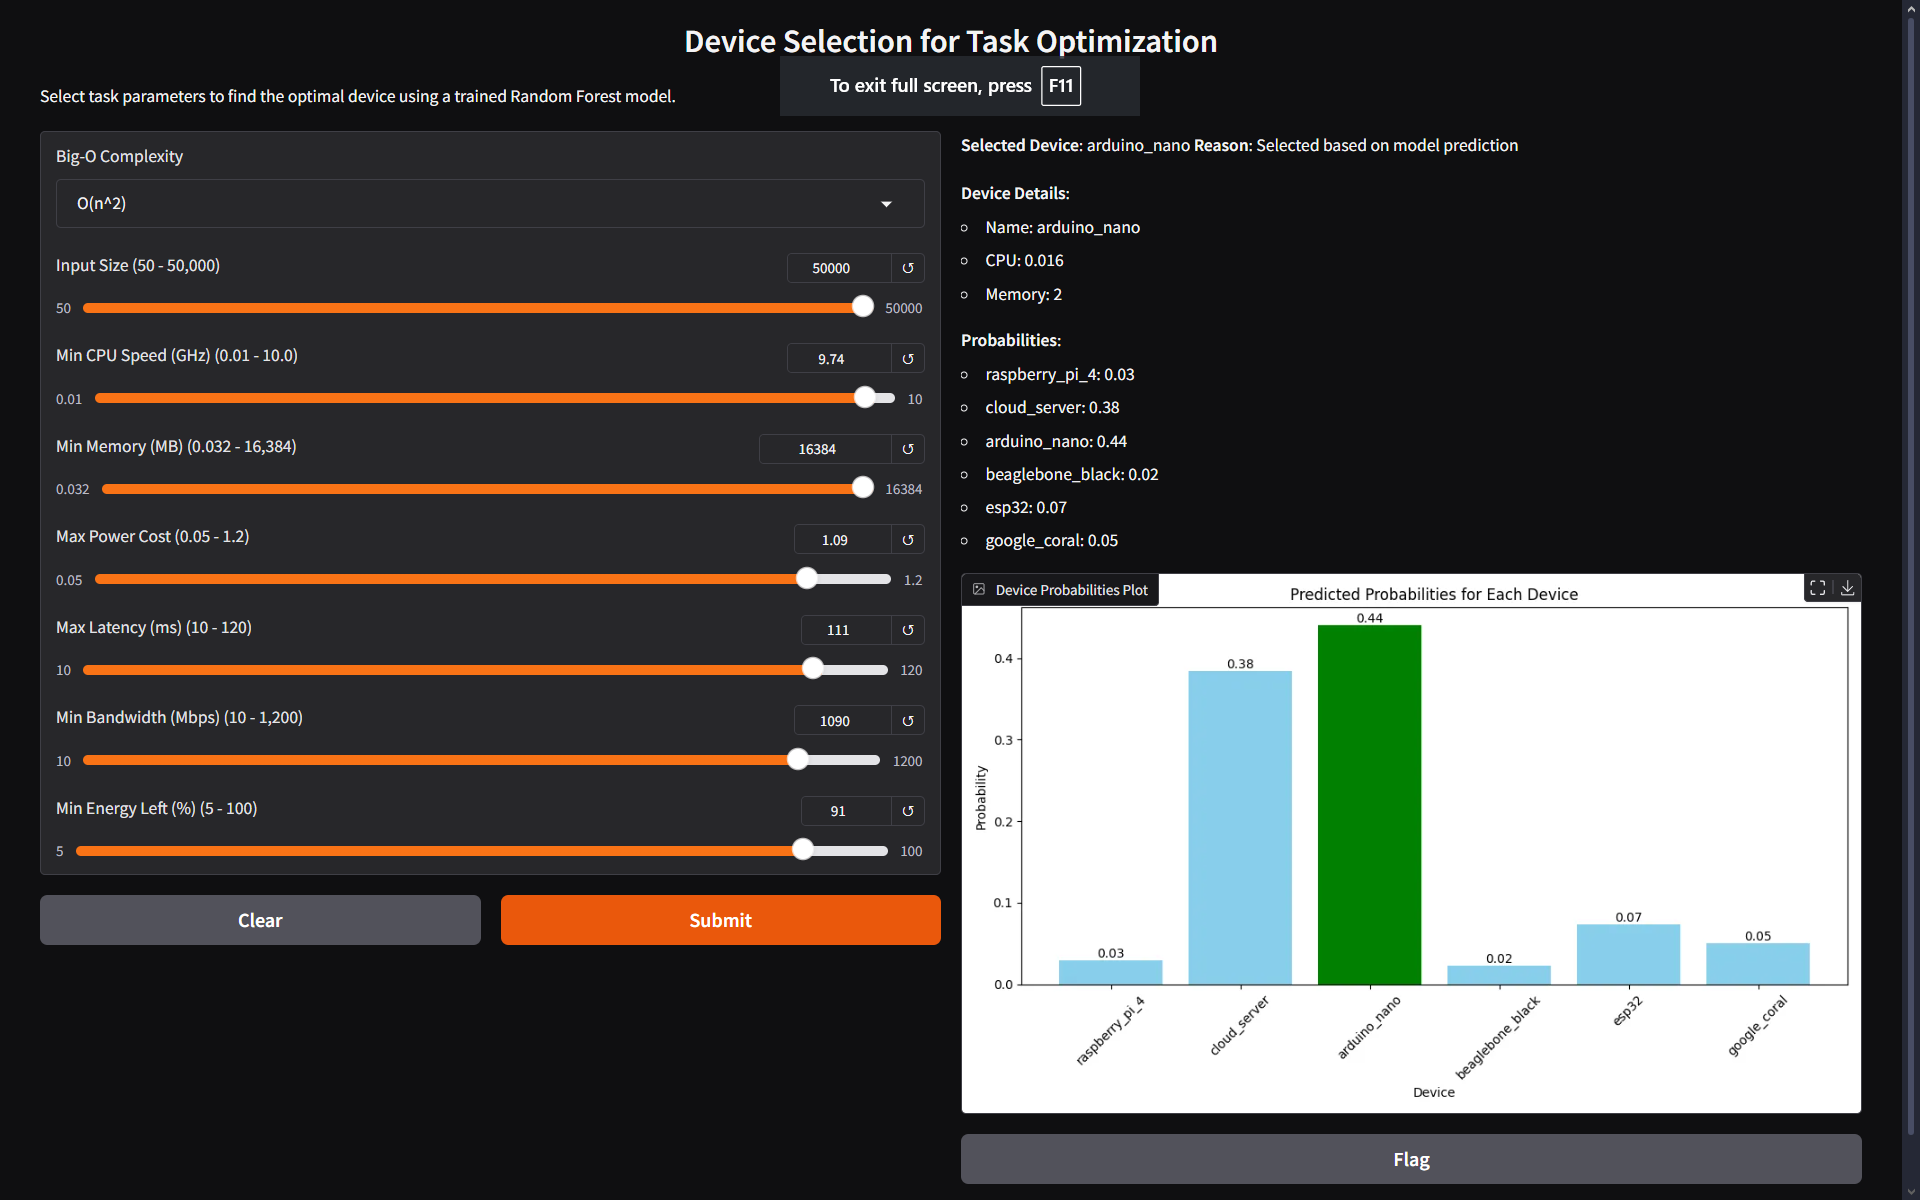 Device Selection for Task Optimization
To exit full screen, press F11
Select task parameters to find the optimal device using a trained Random Forest model.
Big-O Complexity
O(n^2)
Input Size (50 - 50,000)
50000 ↺
50 50000
Min CPU Speed (GHz) (0.01 - 10.0)
9.74 ↺
0.01 10
Min Memory (MB) (0.032 - 16,384)
16384 ↺
0.032 16384
Max Power Cost (0.05 - 1.2)
1.09 ↺
0.05 1.2
Max Latency (ms) (10 - 120)
111 ↺
10 120
Min Bandwidth (Mbps) (10 - 1,200)
1090 ↺
10 1200
Min Energy Left (%) (5 - 100)
91 ↺
5 100
Clear
Submit
Selected Device: arduino_nano Reason: Selected based on model prediction
Device Details:
Name: arduino_nano
CPU: 0.016
Memory: 2
Probabilities:
raspberry_pi_4: 0.03
cloud_server: 0.38
arduino_nano: 0.44
beaglebone_black: 0.02
esp32: 0.07
google_coral: 0.05
Device Probabilities Plot
Predicted Probabilities for Each Device
0.44
0.4
0.38
0.3
Probability
0.2
0.1
0.07
0.05
0.03
0.02
0.0
raspberry_pi_4
cloud_server
arduino_nano
beaglebone_black
esp32
google_coral
Device
Flag